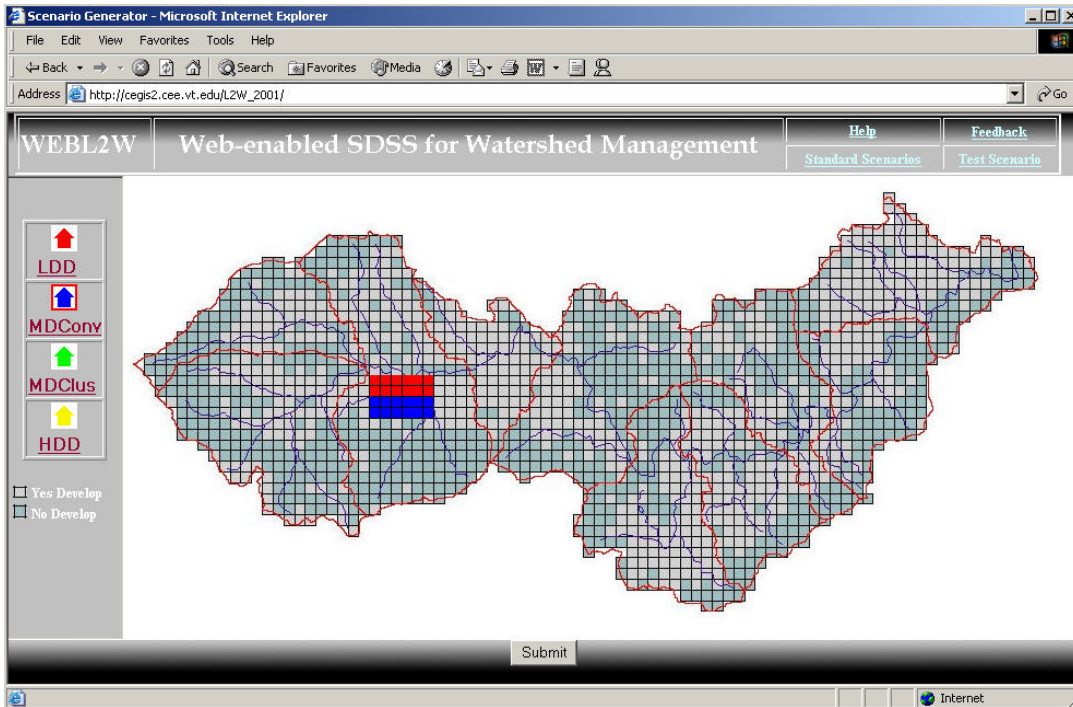 Scenario Generator - Microsoft Internet Explorer
File Edit View Favorites Tools Help
Back Search Favorites Media
Address http://cegis2.cee.vt.edu/L2W_2001/ Go
WEBL2W Web-enabled SDSS for Watershed Management
Help Feedback
Standard Scenarios Test Scenario
LDD
MDConv
MDClus
HDD
Yes Develop
No Develop
Submit
Internet